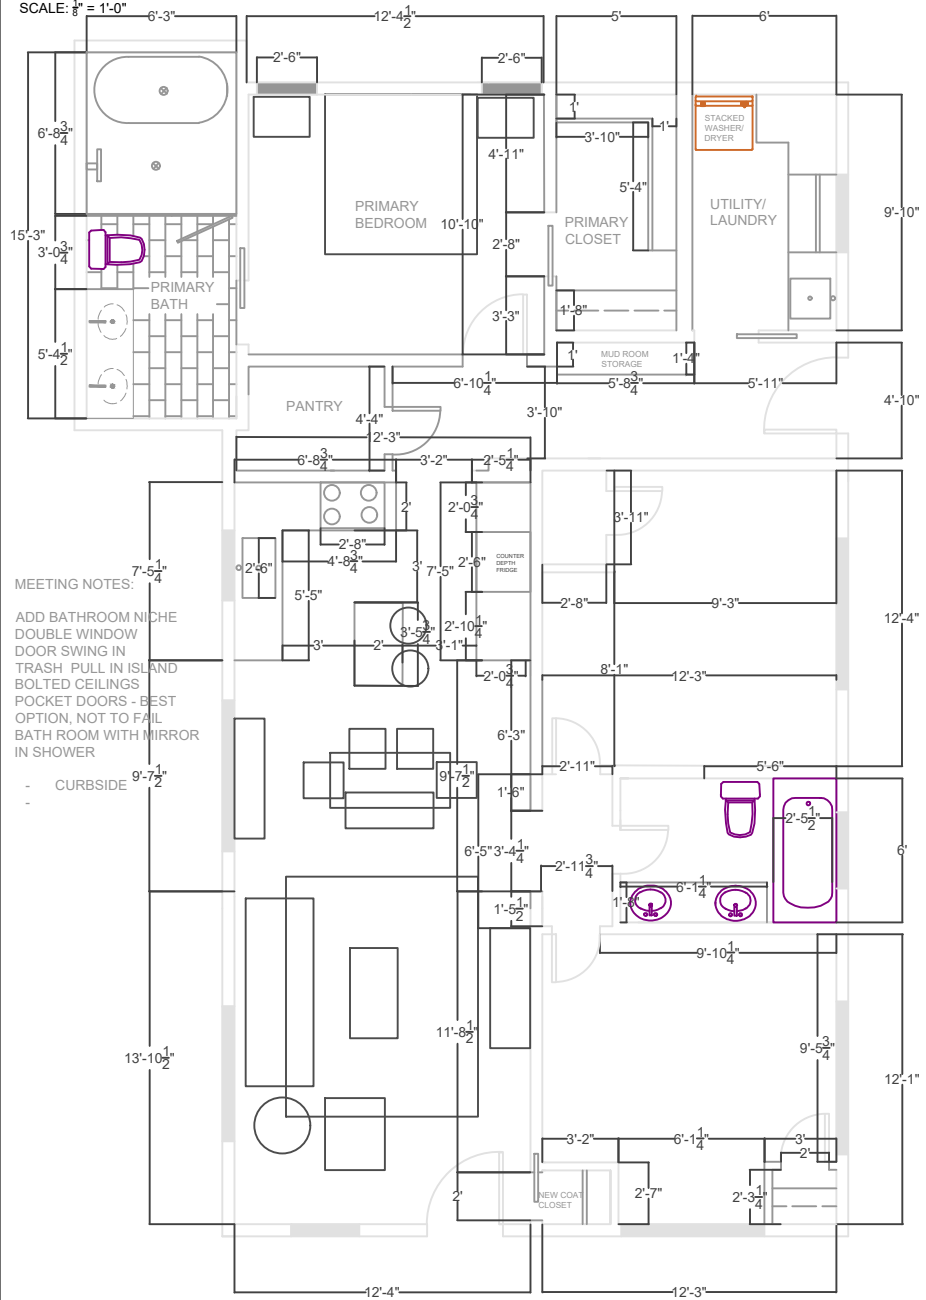 SCALE: 1/8" = 1'-0"
6'-3"
12'-4 1/2"
5'
6'
2'-6"
2'-6"
1'
1'
STACKED
WASHER/
DRYER
6'-8 3/4"
3'-10"
4'-11"
5'-4"
PRIMARY
BEDROOM
UTILITY/
LAUNDRY
9'-10"
10'-10"
PRIMARY
CLOSET
15'-3"
3'-0 3/4"
2'-8"
PRIMARY
BATH
1'-8"
3'-3"
5'-4 1/2"
1'
MUD ROOM
STORAGE
1'-4"
6'-10 1/4"
5'-8 3/4"
5'-11"
PANTRY
4'-4"
3'-10"
4'-10"
12'-3"
6'-8 3/4"
3'-2"
2'-5 1/4"
2'
2'-0 3/4"
3'-11"
2'-8"
4'-8 3/4"
COUNTER
DEPTH
FRIDGE
2'-6"
2'-6"
3'
7'-5"
7'-5 1/4"
MEETING NOTES:
5'-5"
2'-8"
9'-3"
ADD BATHROOM NICHE
DOUBLE WINDOW
DOOR SWING IN
TRASH PULL IN ISLAND
BOLTED CEILINGS
POCKET DOORS - BEST
OPTION, NOT TO FAIL
BATH ROOM WITH MIRROR
IN SHOWER
- CURBSIDE
-
12'-4"
3'-5 3/4"
2'-10 1/4"
3'
2'
3'-1"
8'-1"
2'-0 3/4"
12'-3"
6'-3"
9'-7 1/2"
9'-7 1/2"
2'-11"
5'-6"
1'-6"
2'-5 1/2"
6'-5"
3'-4 1/4"
6'
2'-11 3/4"
6'-1 1/4"
1'-8"
1'-5 1/2"
9'-10 1/4"
11'-8 1/2"
9'-5 3/4"
13'-10 1/2"
12'-1"
3'-2"
6'-1 1/4"
3'
2'
2'
NEW COAT
CLOSET
2'-7"
2'-3 1/4"
12'-4"
12'-3"